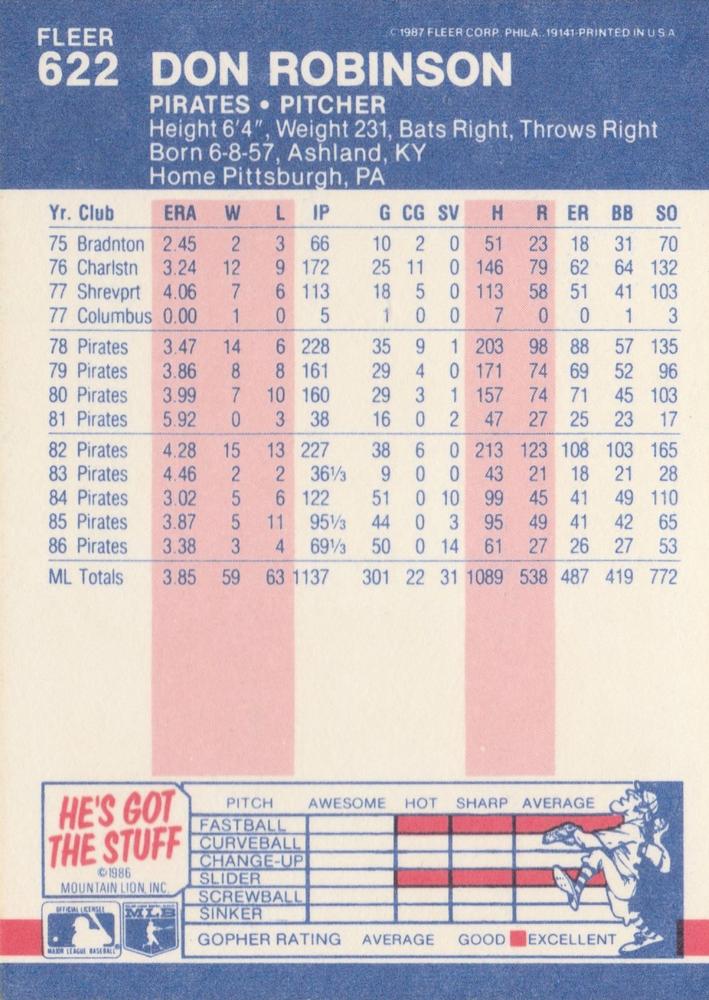 FLEER
© 1987 FLEER CORP. PHILA. 19141-PRINTED IN U S A
622 DON ROBINSON
PIRATES • PITCHER
Height 6'4", Weight 231, Bats Right, Throws Right
Born 6-8-57, Ashland, KY
Home Pittsburgh, PA
Yr. Club ERA W L IP G CG SV H R ER BB SO
75 Bradnton 2.45 2 3 66 10 2 0 51 23 18 31 70
76 Charlstn 3.24 12 9 172 25 11 0 146 79 62 64 132
77 Shrevprt 4.06 7 6 113 18 5 0 113 58 51 41 103
77 Columbus 0.00 1 0 5 1 0 0 7 0 0 1 3
78 Pirates 3.47 14 6 228 35 9 1 203 98 88 57 135
79 Pirates 3.86 8 8 161 29 4 0 171 74 69 52 96
80 Pirates 3.99 7 10 160 29 3 1 157 74 71 45 103
81 Pirates 5.92 0 3 38 16 0 2 47 27 25 23 17
82 Pirates 4.28 15 13 227 38 6 0 213 123 108 103 165
83 Pirates 4.46 2 2 36⅓ 9 0 0 43 21 18 21 28
84 Pirates 3.02 5 6 122 51 0 10 99 45 41 49 110
85 Pirates 3.87 5 11 95⅓ 44 0 3 95 49 41 42 65
86 Pirates 3.38 3 4 69⅓ 50 0 14 61 27 26 27 53
ML Totals 3.85 59 63 1137 301 22 31 1089 538 487 419 772
HE'S GOT
THE STUFF
©1986
MOUNTAIN LION, INC.
PITCH AWESOME HOT SHARP AVERAGE
FASTBALL
CURVEBALL
CHANGE-UP
SLIDER
SCREWBALL
SINKER
GOPHER RATING AVERAGE GOOD EXCELLENT
OFFICIAL LICENSEE
MAJOR LEAGUE BASEBALL
MLB